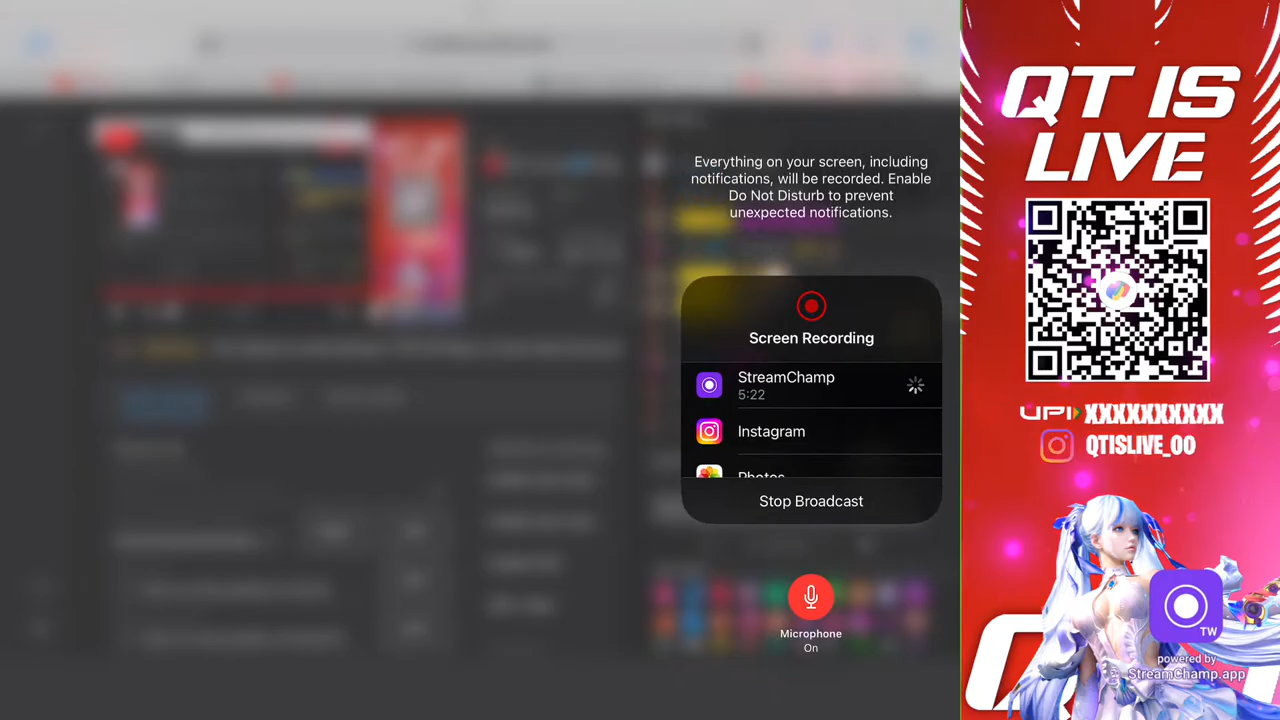 Everything on your screen, including
notifications, will be recorded. Enable
Do Not Disturb to prevent
unexpected notifications.
Screen Recording
StreamChamp
5:22
Instagram
Photos
Stop Broadcast
Microphone
On
QT IS
LIVE
UPI XXXXXXXXXX
QTISLIVE_00
TW
powered by
StreamChamp.app